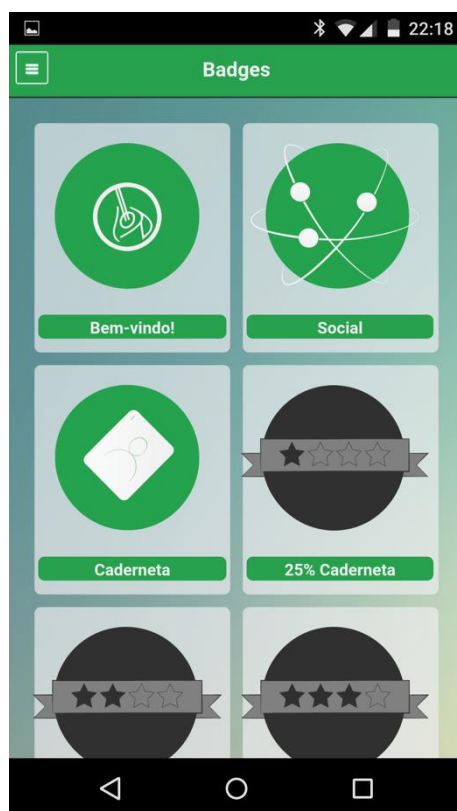 22:18
Badges
Bem-vindo!
Social
Caderneta
25% Caderneta